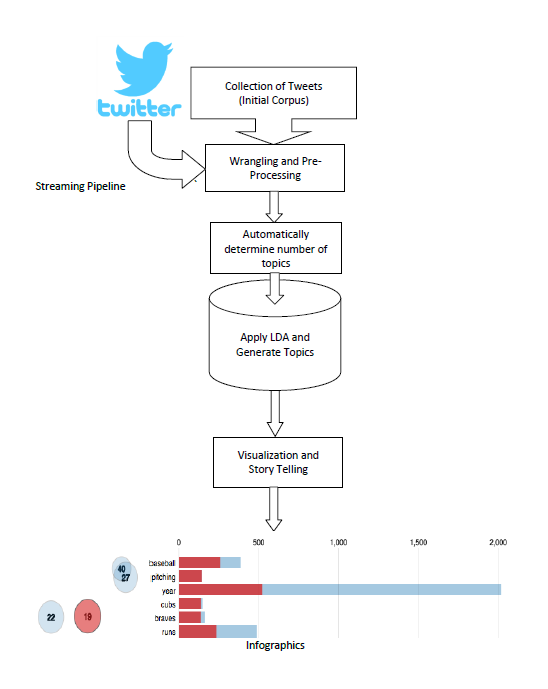 twitter
Collection of Tweets
(Initial Corpus)
Wrangling and Pre-
Processing
Streaming Pipeline
Automatically
determine number of
topics
Apply LDA and
Generate Topics
Visualization and
Story Telling
0 500 1,000 1,500 2,000
baseball
pitching
year
cubs
braves
runs
40
27
22
19
Infographics